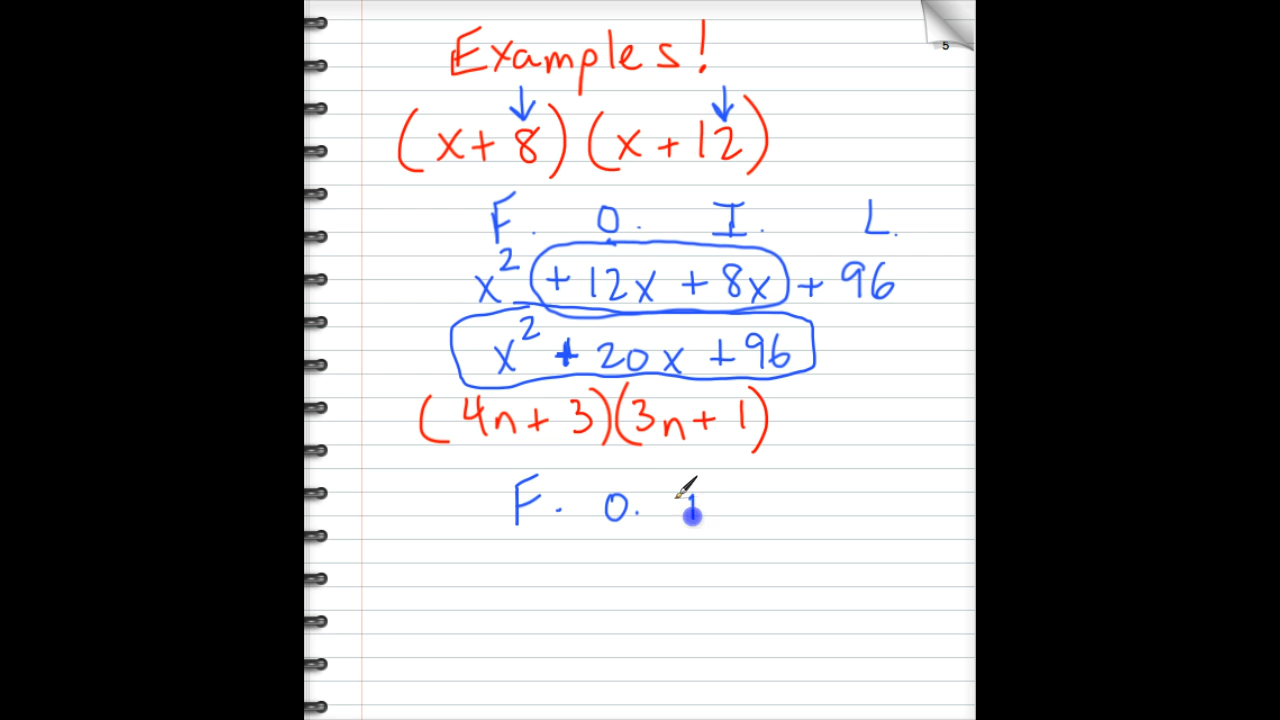 5
Examples!
(x+8)(x+12)
F. O. I. L.
x² +12x +8x + 96
x² + 20x +96
(4n+3)(3n+1)
F. O. I